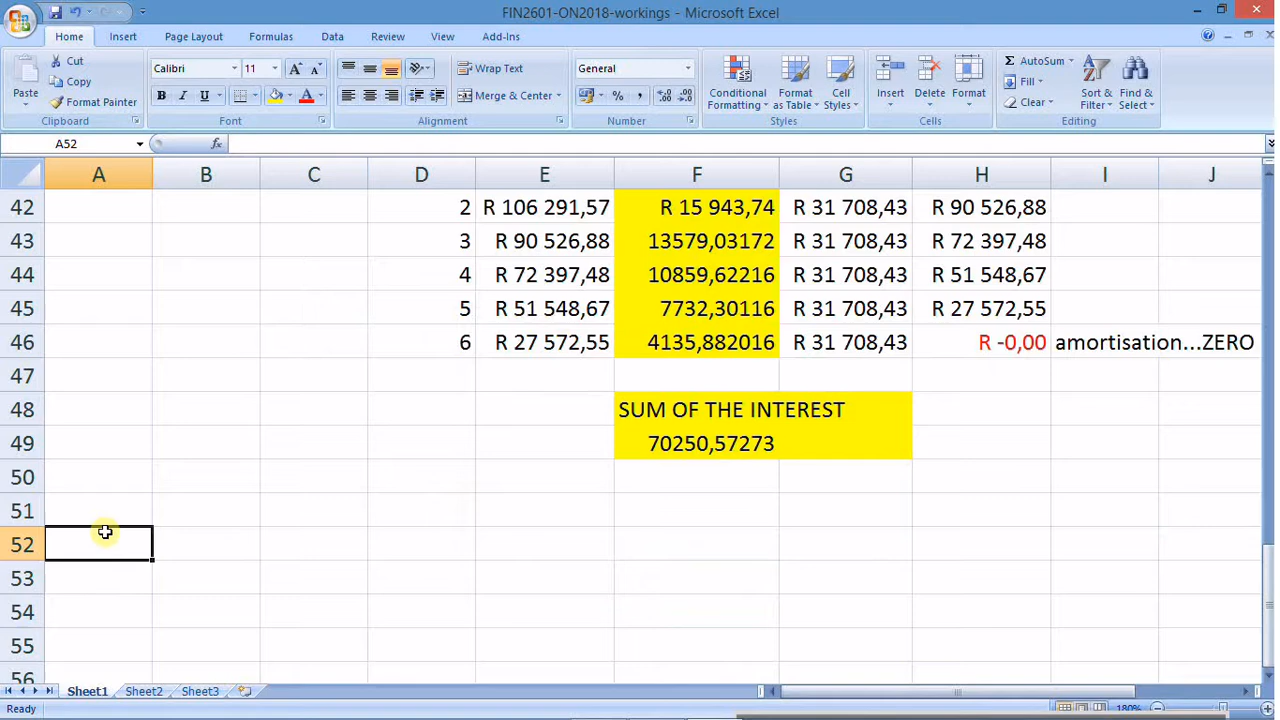 FIN2601-ON2018-workings - Microsoft Excel
Home Insert Page Layout Formulas Data Review View Add-Ins
Paste Cut Copy Format Painter Clipboard
Calibri 11 B I U Font
Wrap Text Merge & Center Alignment
General % , Number
Conditional Formatting Format as Table Cell Styles Styles
Insert Delete Format Cells
Σ AutoSum Fill Clear Sort & Filter Find & Select Editing
A52 fx
A B C D E F G H I J
42 2 R 106 291,57 R 15 943,74 R 31 708,43 R 90 526,88
43 3 R 90 526,88 13579,03172 R 31 708,43 R 72 397,48
44 4 R 72 397,48 10859,62216 R 31 708,43 R 51 548,67
45 5 R 51 548,67 7732,30116 R 31 708,43 R 27 572,55
46 6 R 27 572,55 4135,882016 R 31 708,43 R -0,00 amortisation...ZERO
47
48 SUM OF THE INTEREST
49 70250,57273
50
51
52
53
54
55
56
Sheet1 Sheet2 Sheet3
Ready 180%